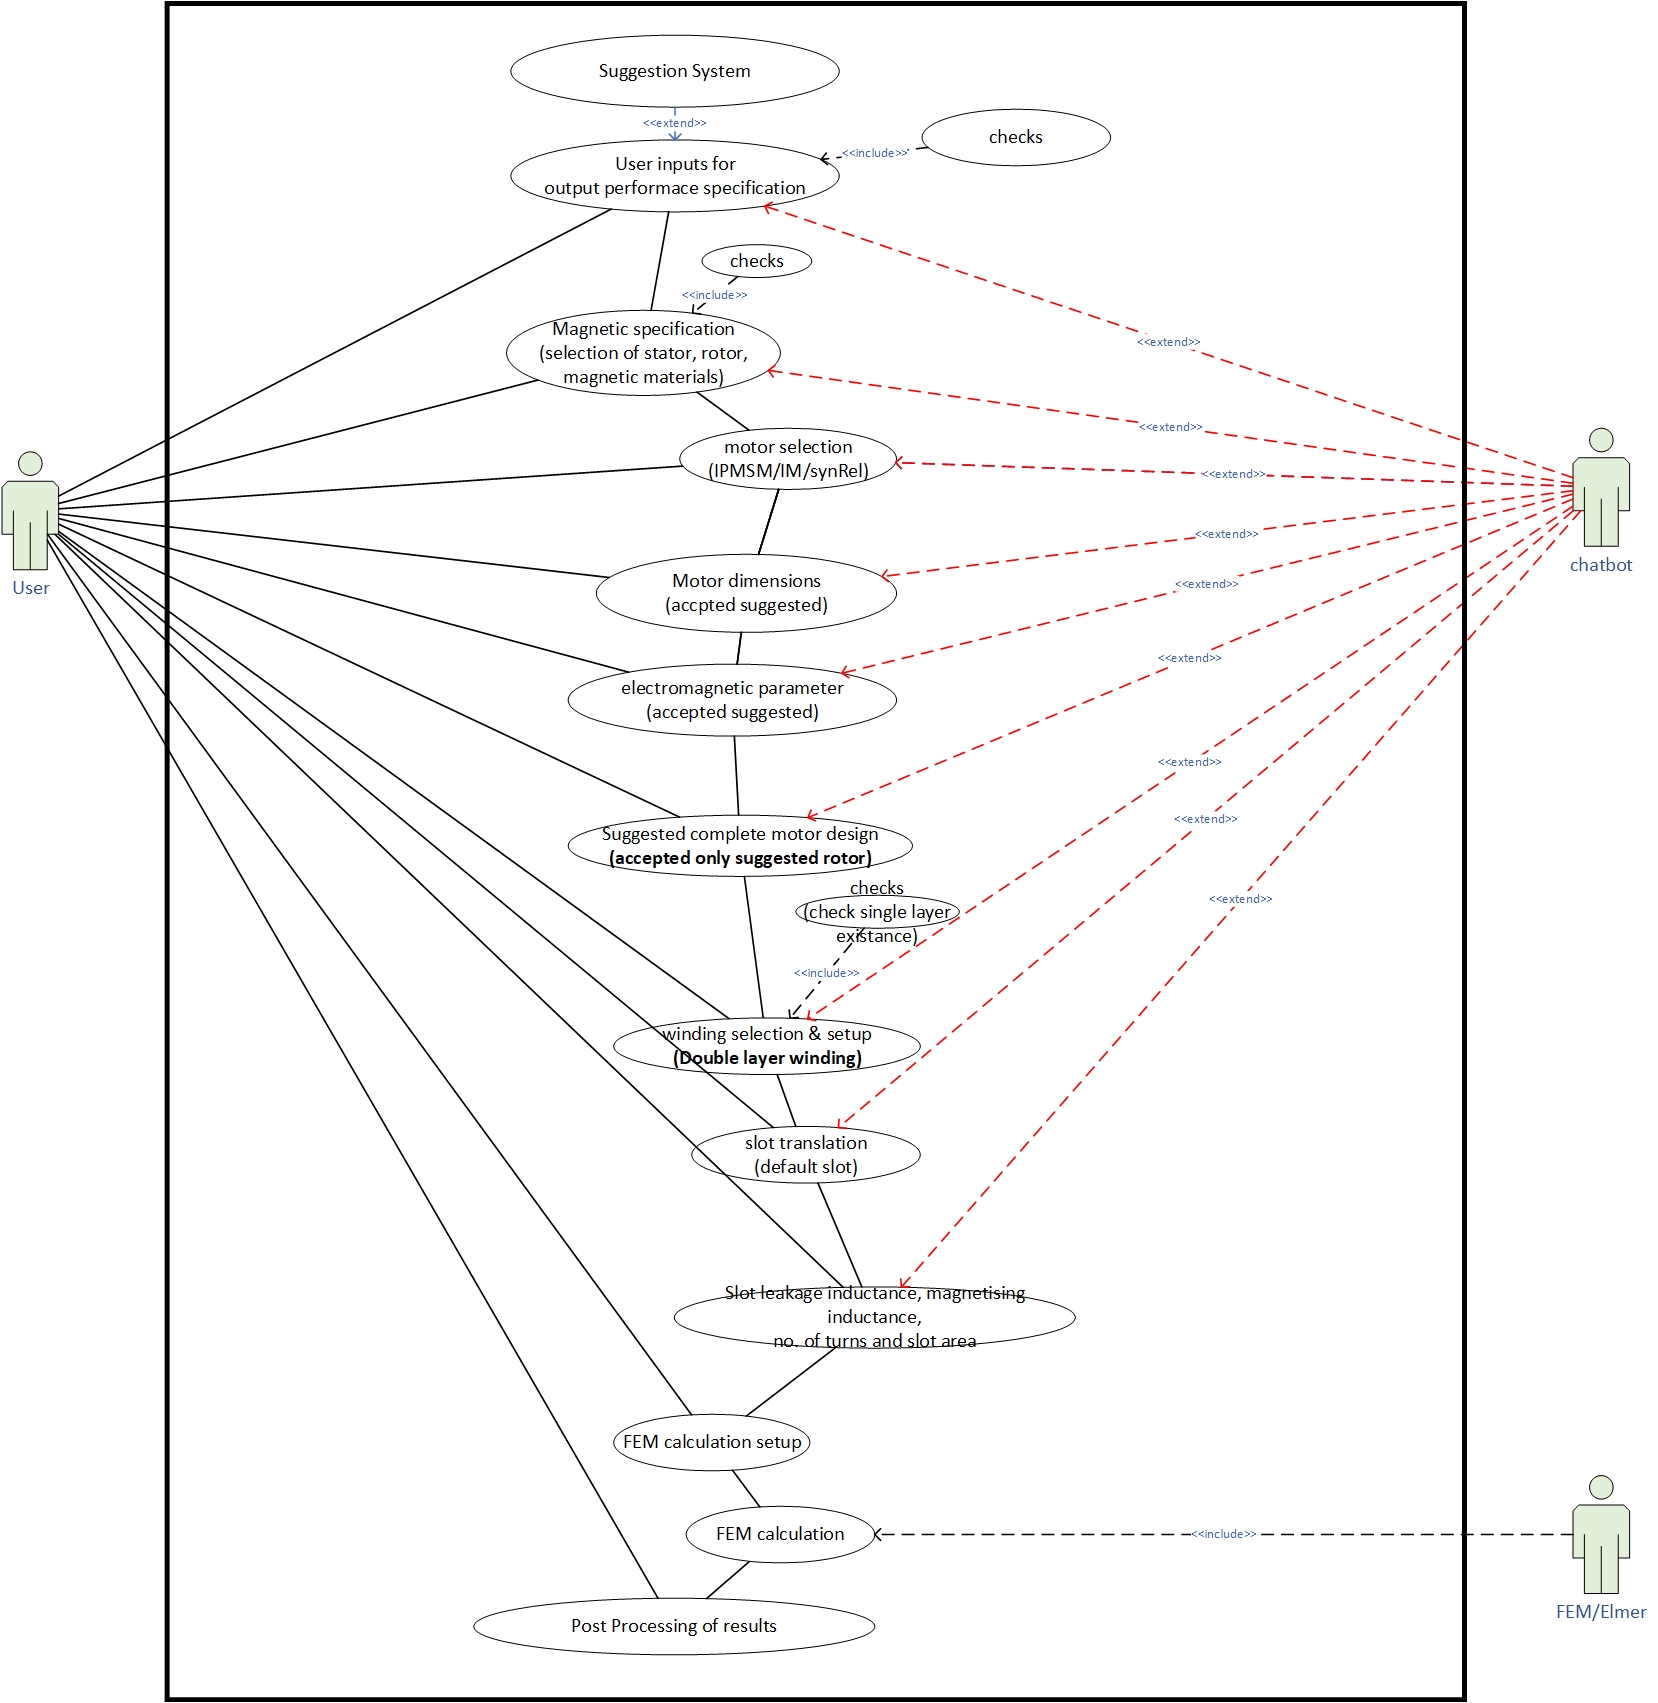 Suggestion System
<<extend>>
checks
<<include>>
User inputs for
output performace specification
checks
<<include>>
Magnetic specification
(selection of stator, rotor,
magnetic materials)
<<extend>>
<<extend>>
motor selection
(IPMSM/IM/synRel)
<<extend>>
<<extend>>
chatbot
Motor dimensions
(accpted suggested)
<<extend>>
User
electromagnetic parameter
(accepted suggested)
<<extend>>
<<extend>>
<<extend>>
Suggested complete motor design
(accepted only suggested rotor)
checks
(check single layer
existance)
<<extend>>
<<include>>
winding selection & setup
(Double layer winding)
slot translation
(default slot)
Slot leakage inductance, magnetising
inductance,
no. of turns and slot area
FEM calculation setup
FEM calculation
<<include>>
FEM/Elmer
Post Processing of results